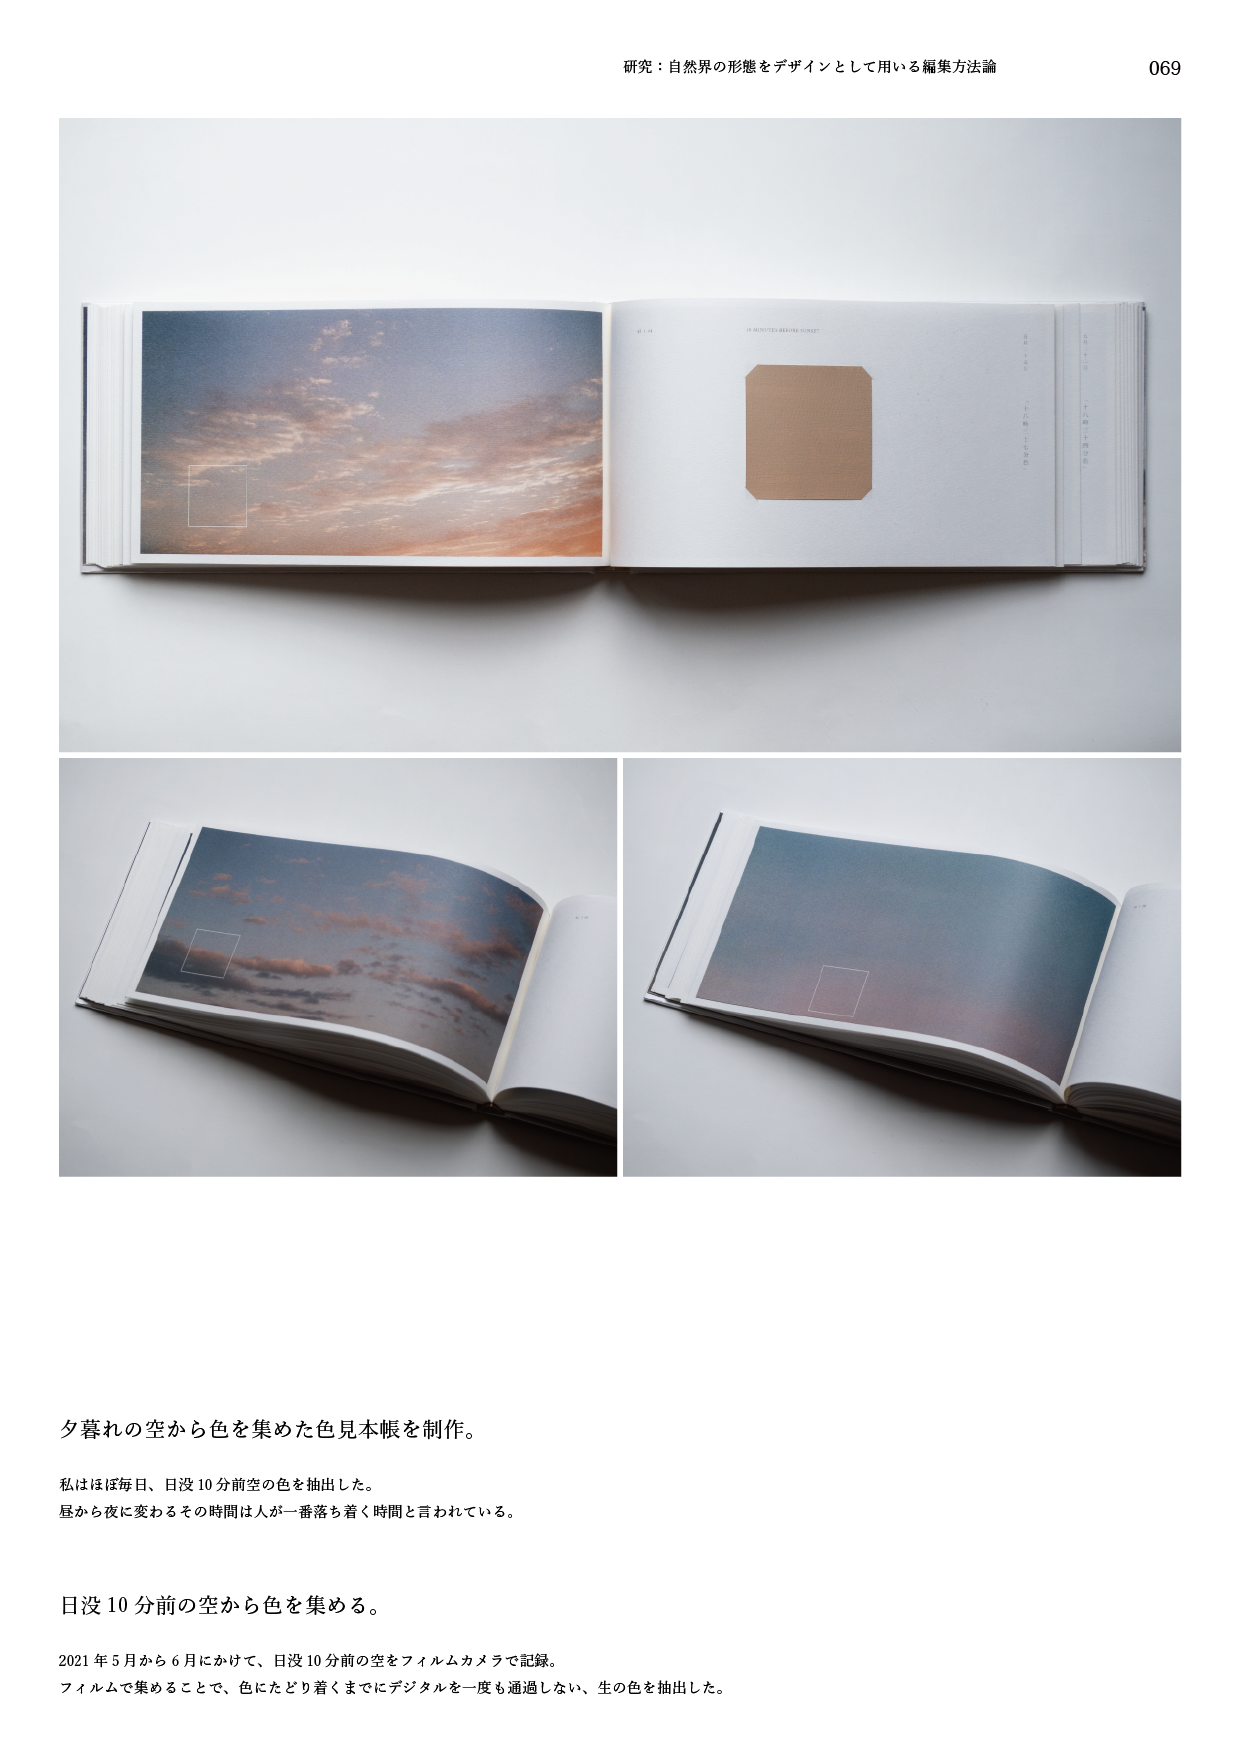 研究：自然界の形態をデザインとして用いる編集方法論
069
10 MINUTES BEFORE SUNSET
夕暮れの空から色を集めた色見本帳を制作。
私はほぼ毎日、日没 10 分前空の色を抽出した。
昼から夜に変わるその時間は人が一番落ち着く時間と言われている。
日没 10 分前の空から色を集める。
2021 年 5 月から 6 月にかけて、日没 10 分前の空をフィルムカメラで記録。
フィルムで集めることで、色にたどり着くまでにデジタルを一度も通過しない、生の色を抽出した。